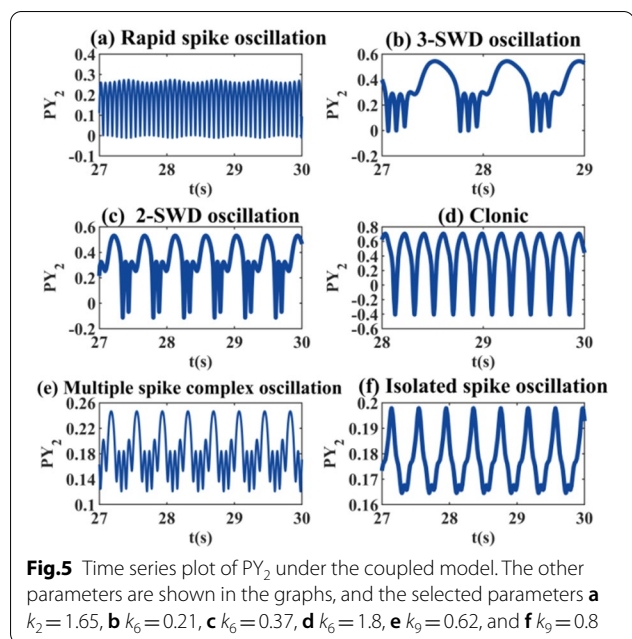 (a) Rapid spike oscillation
0.4
0.3
0.2
0.1
0
-0.1
PY2
27 28 29 30
t(s)
(b) 3-SWD oscillation
0.6
0.4
0.2
0
-0.2
PY2
27 28 29
t(s)
(c) 2-SWD oscillation
0.6
0.4
0.2
0
-0.2
PY2
27 28 29 30
t(s)
(d) Clonic
0.8
0.6
0.4
0.2
0
-0.2
-0.4
-0.6
PY2
28 29 30
t(s)
(e) Multiple spike complex oscillation
0.26
0.22
0.18
0.14
0.1
PY2
27 28 29 30
t(s)
(f) Isolated spike oscillation
0.2
0.19
0.18
0.17
0.16
PY2
27 28 29 30
t(s)
Fig.5 Time series plot of PY2 under the coupled model. The other
parameters are shown in the graphs, and the selected parameters a
k2 = 1.65, b k6 = 0.21, c k6 = 0.37, d k6 = 1.8, e k9 = 0.62, and f k9 = 0.8